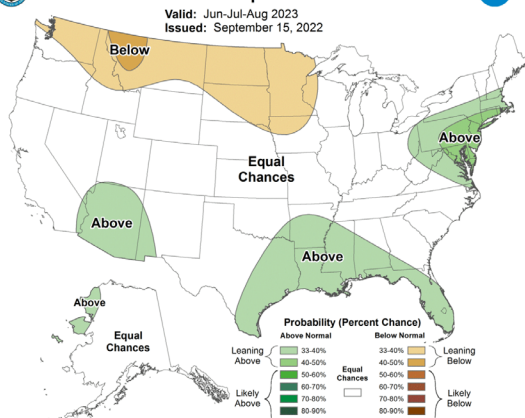 Valid: Jun-Jul-Aug 2023
Issued: September 15, 2022
Below
Above
Equal
Chances
Above
Above
Above
Equal
Chances
Probability (Percent Chance)
Above Normal
Below Normal
Leaning
Above
33-40%
40-50%
Likely
Above
50-60%
60-70%
70-80%
80-90%
Equal
Chances
33-40%
40-50%
Leaning
Below
50-60%
60-70%
70-80%
80-90%
Likely
Below